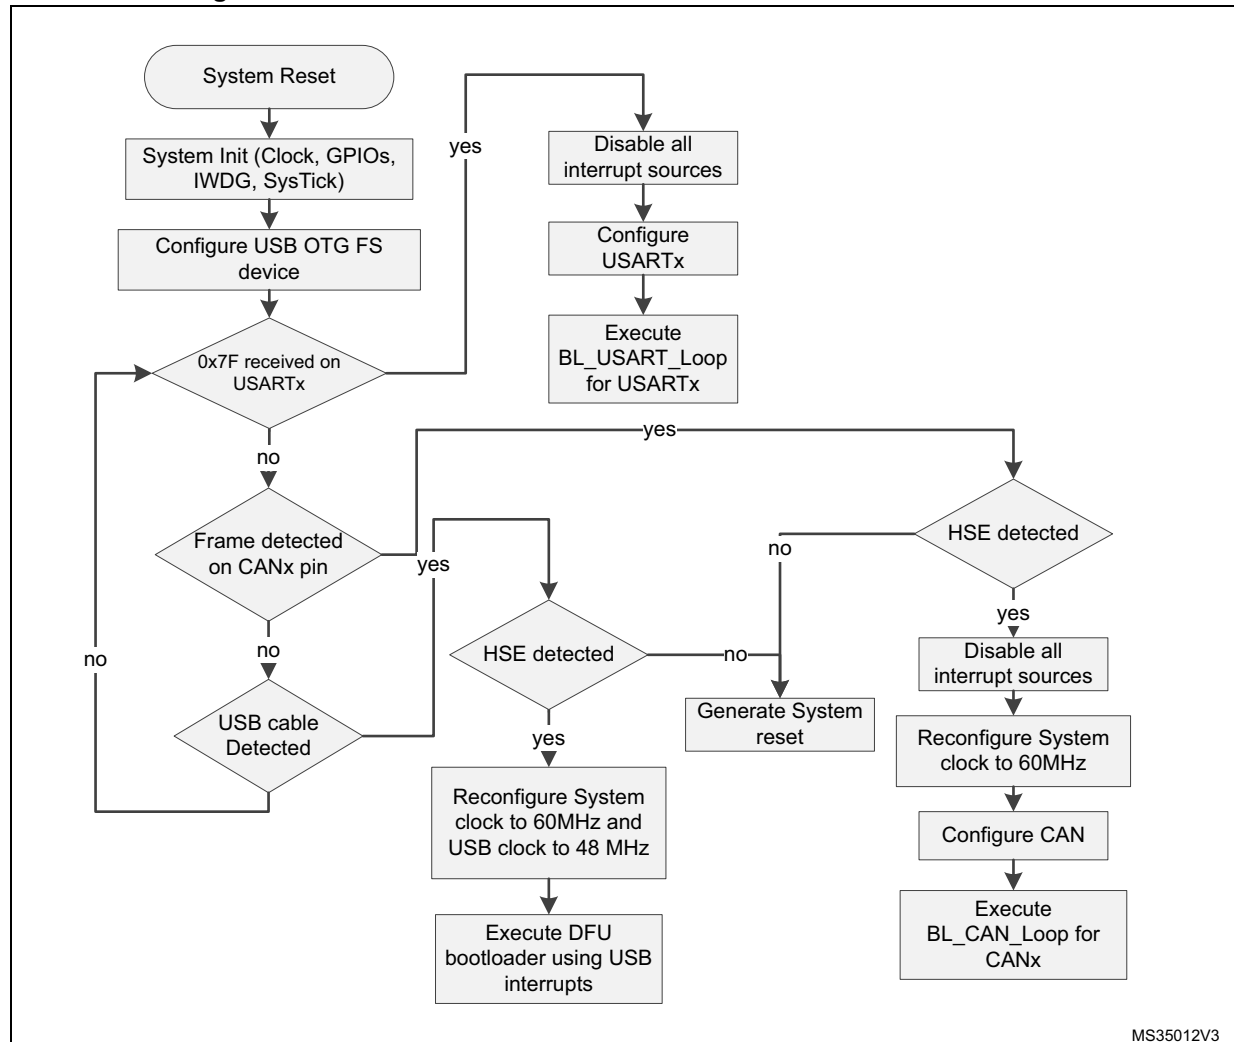 System Reset
System Init (Clock, GPIOs,
IWDG, SysTick)
Configure USB OTG FS
device
0x7F received on
USARTx
yes
Disable all
interrupt sources
Configure
USARTx
Execute
BL_USART_Loop
for USARTx
no
Frame detected
on CANx pin
yes
HSE detected
no
yes
Disable all
interrupt sources
Reconfigure System
clock to 60MHz
Configure CAN
Execute
BL_CAN_Loop for
CANx
no
USB cable
Detected
no
yes
HSE detected
no
Generate System
reset
yes
Reconfigure System
clock to 60MHz and
USB clock to 48 MHz
Execute DFU
bootloader using USB
interrupts
MS35012V3